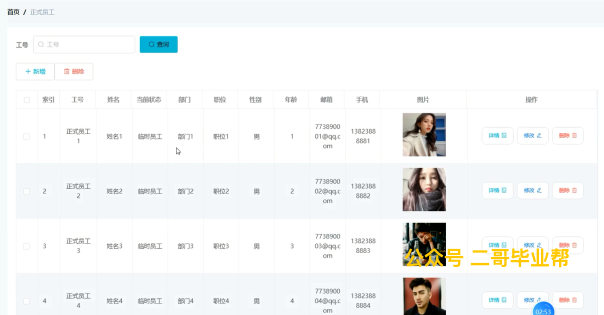 首页 / 正式员工
工号 工号 查询
+ 新增 删除
索引 工号 姓名 当前状态 部门 职位 性别 年龄 邮箱 手机 图片 操作
1 正式员工1 姓名1 临时员工 部门1 职位1 男 1 773890001@qq.com 13823888881 详情 修改 删除
2 正式员工2 姓名2 临时员工 部门2 职位2 男 2 773890002@qq.com 13823888882 详情 修改 删除
3 正式员工3 姓名3 临时员工 部门3 职位3 男 3 773890003@qq.com 13823888883 详情 修改 删除
公众号 二哥毕业帮
4 正式员工4 姓名4 临时员工 部门4 职位4 男 4 773890004@qq.com 13823888884 详情 修改 删除
02:53